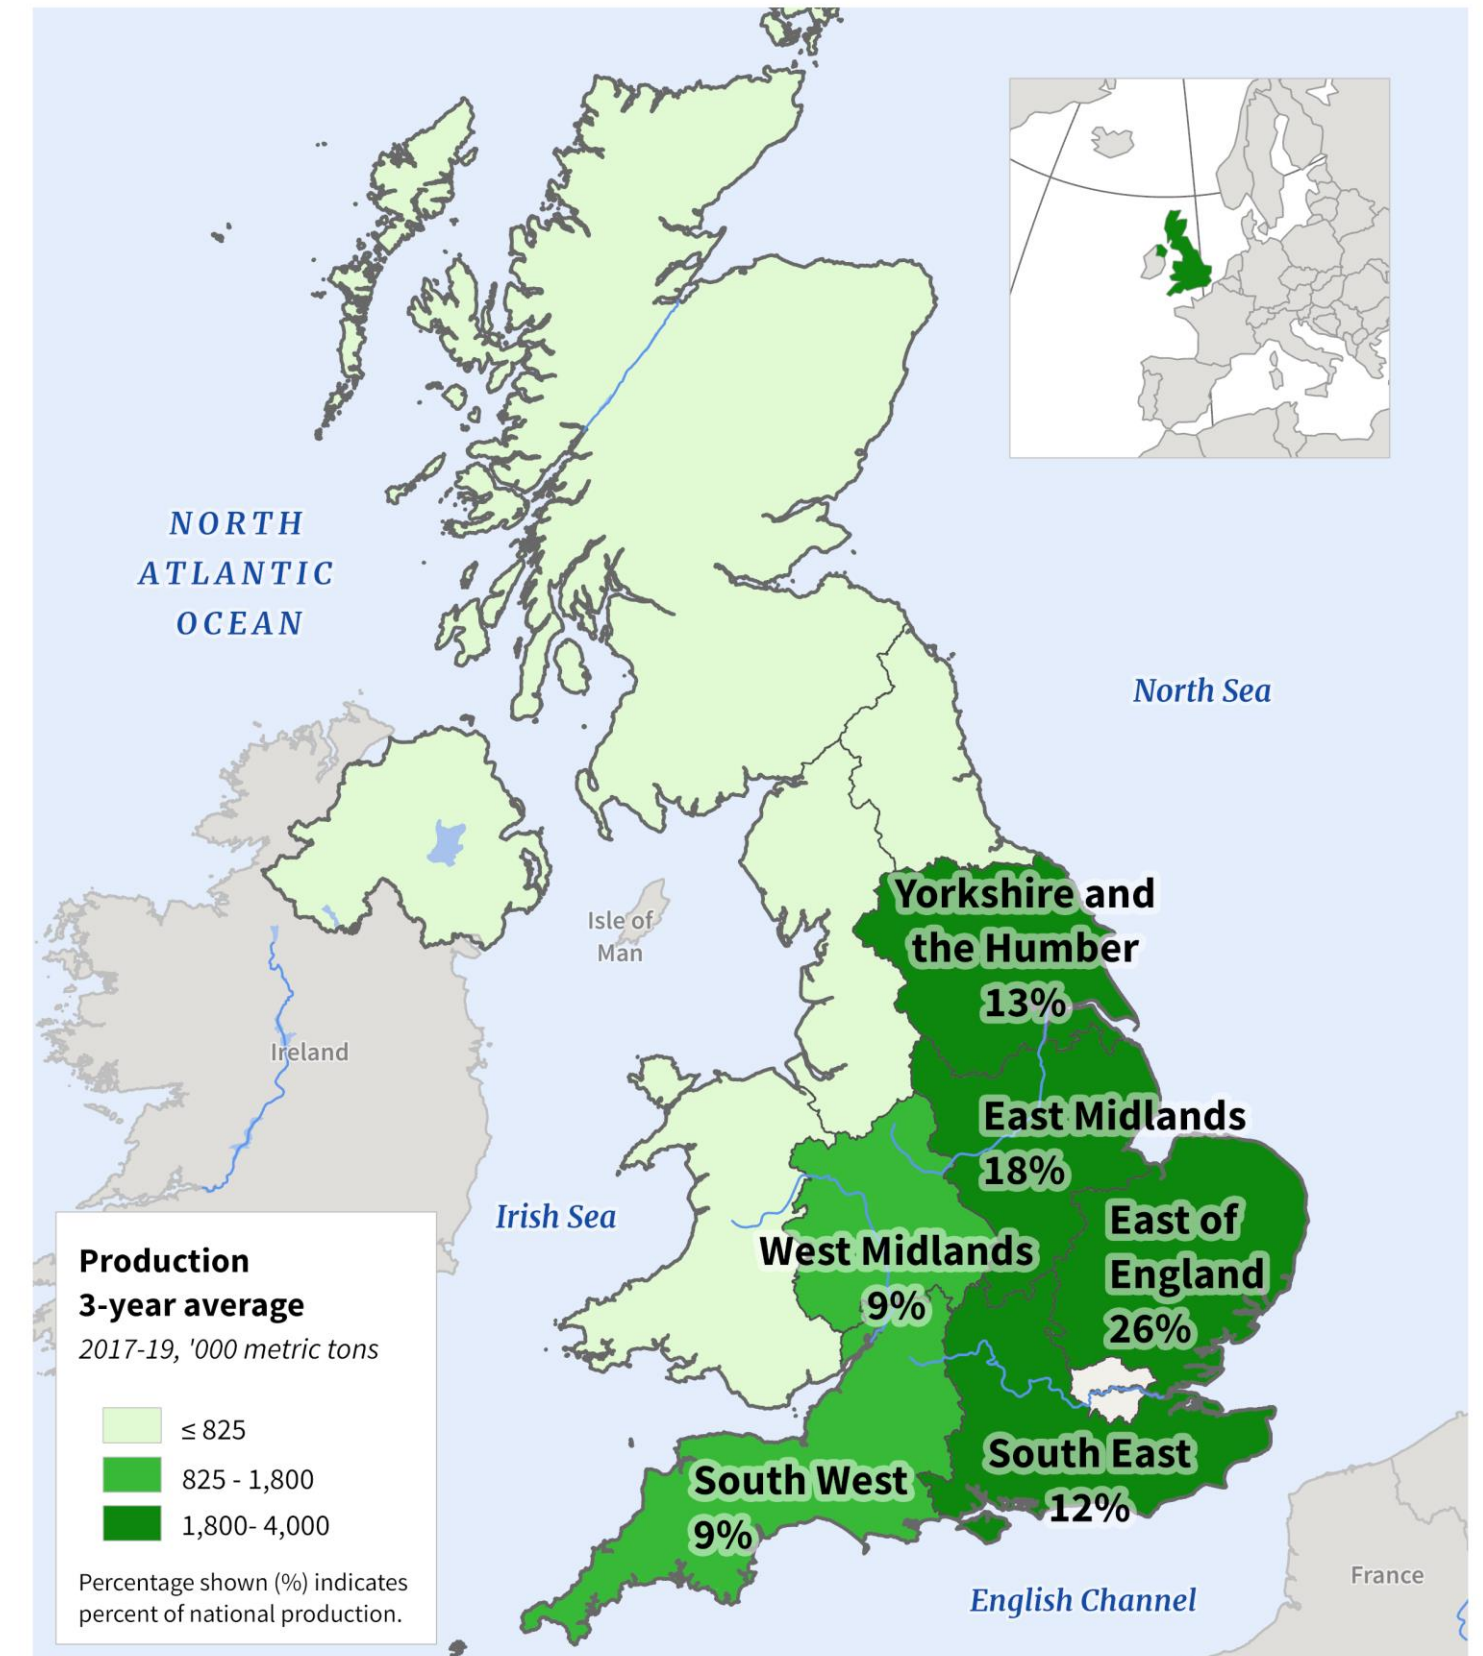 NORTH
ATLANTIC
OCEAN
North Sea
Yorkshire and
the Humber
13%
Isle of
Man
Ireland
East Midlands
18%
Irish Sea
East of
England
26%
West Midlands
9%
South East
12%
South West
9%
English Channel
France
Production
3-year average
2017-19, '000 metric tons
≤ 825
825 - 1,800
1,800- 4,000
Percentage shown (%) indicates
percent of national production.